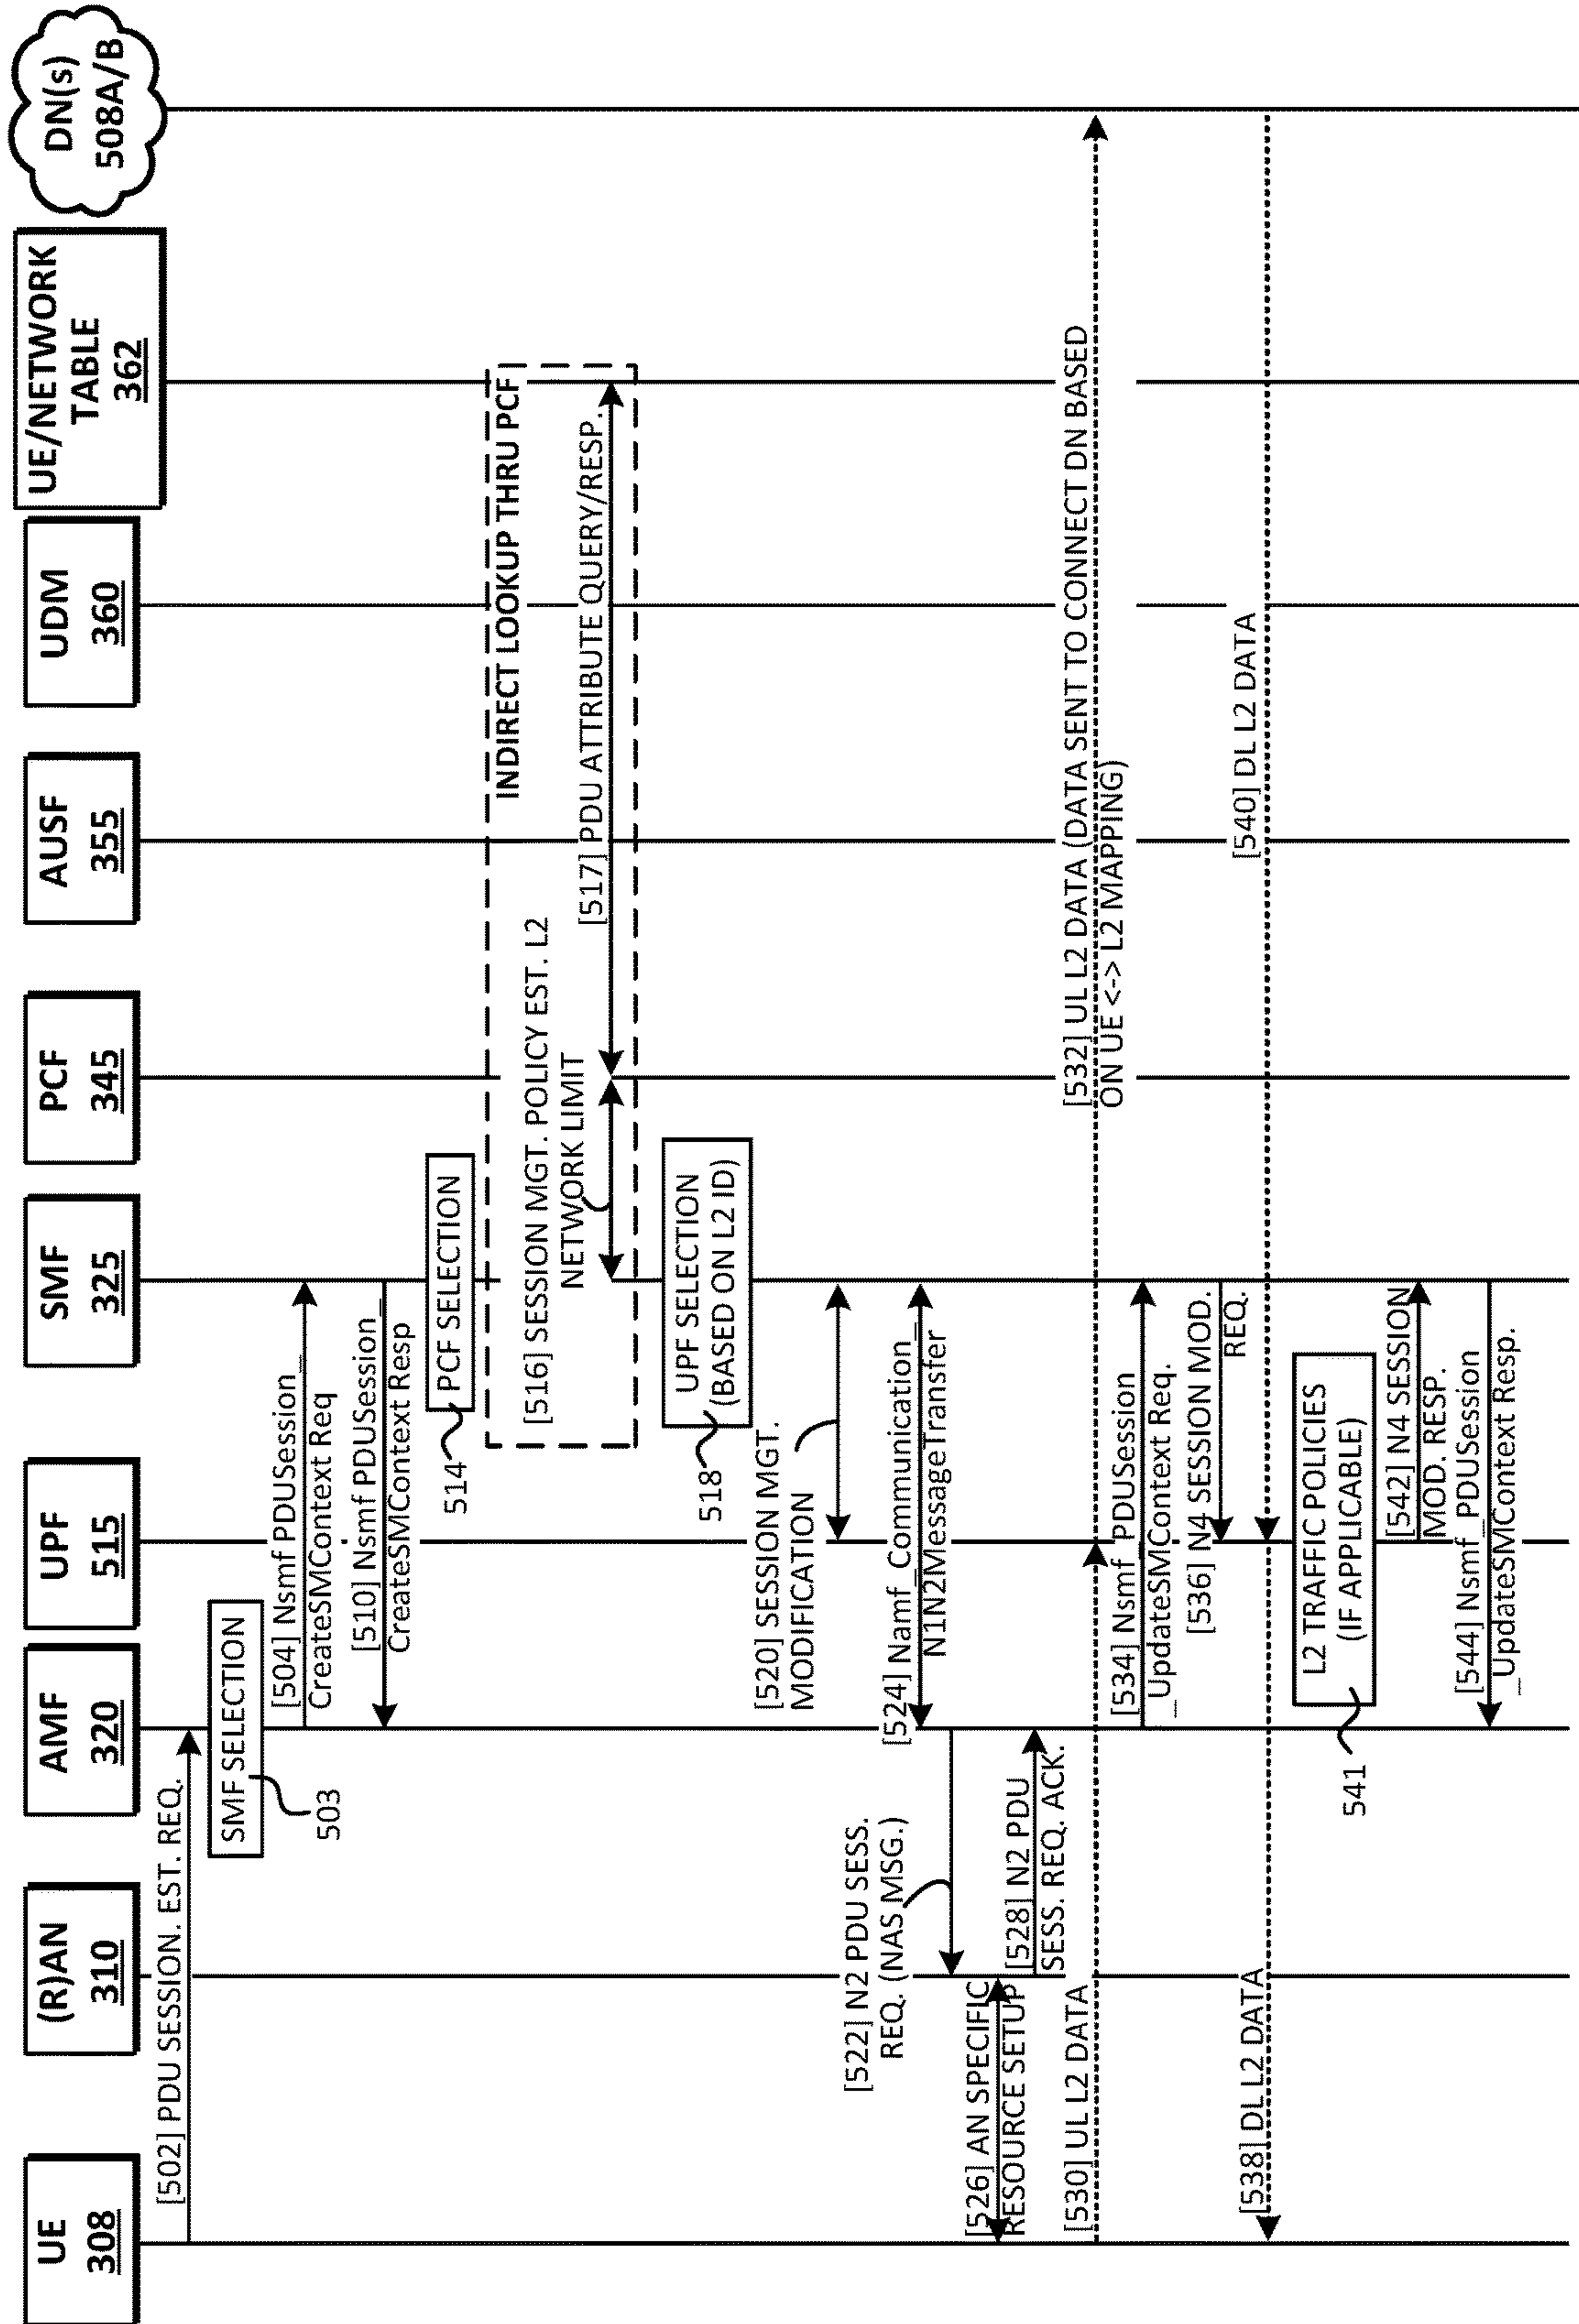 UE
308
(R)AN
310
AMF
320
UPF
515
SMF
325
PCF
345
AUSF
355
UDM
360
UE/NETWORK
TABLE
362
DN(s)
508A/B
[502] PDU SESSION. EST. REQ.
SMF SELECTION
503
[504] Nsmf PDUSession_
CreateSMContext Req
[510] Nsmf PDUSession_
CreateSMContext Resp
PCF SELECTION
514
INDIRECT LOOKUP THRU PCF
[516] SESSION MGT. POLICY EST. L2
NETWORK LIMIT
[517] PDU ATTRIBUTE QUERY/RESP.
UPF SELECTION
(BASED ON L2 ID)
518
[520] SESSION MGT.
MODIFICATION
[524] Namf_Communication_
N1N2MessageTransfer
[522] N2 PDU SESS.
REQ. (NAS MSG.)
[526] AN SPECIFIC
RESOURCE SETUP
[528] N2 PDU
SESS. REQ. ACK.
[530] UL L2 DATA
[532] UL L2 DATA (DATA SENT TO CONNECT DN BASED
ON UE <-> L2 MAPPING)
[534] Nsmf_PDUSession
_UpdateSMContext Req.
[536] N4 SESSION MOD.
REQ.
[538] DL L2 DATA
[540] DL L2 DATA
L2 TRAFFIC POLICIES
(IF APPLICABLE)
541
[542] N4 SESSION
MOD. RESP.
[544] Nsmf_PDUSession
_UpdateSMContext Resp.